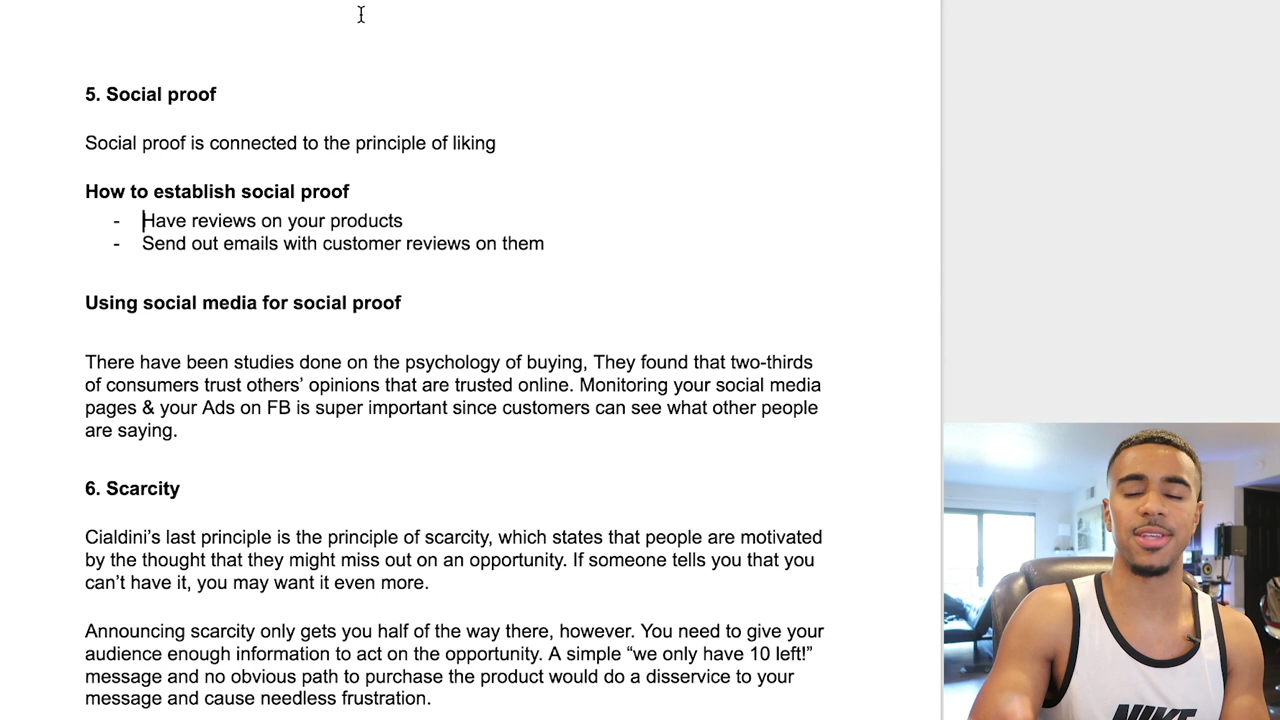 5. Social proof
Social proof is connected to the principle of liking
How to establish social proof
- Have reviews on your products
- Send out emails with customer reviews on them
Using social media for social proof
There have been studies done on the psychology of buying, They found that two-thirds
of consumers trust others’ opinions that are trusted online. Monitoring your social media
pages & your Ads on FB is super important since customers can see what other people
are saying.
6. Scarcity
Cialdini’s last principle is the principle of scarcity, which states that people are motivated
by the thought that they might miss out on an opportunity. If someone tells you that you
can’t have it, you may want it even more.
Announcing scarcity only gets you half of the way there, however. You need to give your
audience enough information to act on the opportunity. A simple “we only have 10 left!”
message and no obvious path to purchase the product would do a disservice to your
message and cause needless frustration.
NIKE